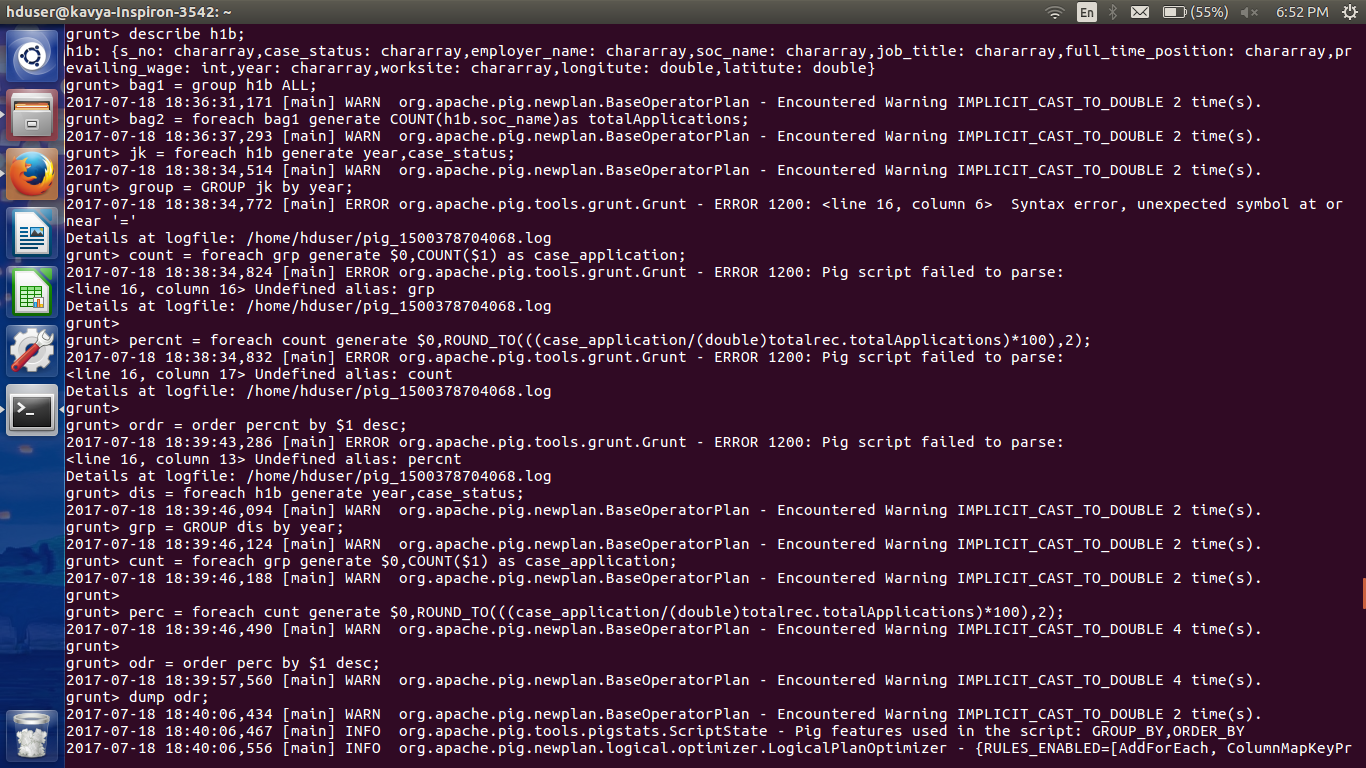 hduser@kavya-Inspiron-3542: ~
En
(55%)
6:52 PM
grunt> describe h1b;
h1b: {s_no: chararray,case_status: chararray,employer_name: chararray,soc_name: chararray,job_title: chararray,full_time_position: chararray,pr
evailing_wage: int,year: chararray,worksite: chararray,longitute: double,latitute: double}
grunt> bag1 = group h1b ALL;
2017-07-18 18:36:31,171 [main] WARN  org.apache.pig.newplan.BaseOperatorPlan - Encountered Warning IMPLICIT_CAST_TO_DOUBLE 2 time(s).
grunt> bag2 = foreach bag1 generate COUNT(h1b.soc_name)as totalApplications;
2017-07-18 18:36:37,293 [main] WARN  org.apache.pig.newplan.BaseOperatorPlan - Encountered Warning IMPLICIT_CAST_TO_DOUBLE 2 time(s).
grunt> jk = foreach h1b generate year,case_status;
2017-07-18 18:38:34,514 [main] WARN  org.apache.pig.newplan.BaseOperatorPlan - Encountered Warning IMPLICIT_CAST_TO_DOUBLE 2 time(s).
grunt> group = GROUP jk by year;
2017-07-18 18:38:34,772 [main] ERROR org.apache.pig.tools.grunt.Grunt - ERROR 1200: <line 16, column 6>  Syntax error, unexpected symbol at or
near '='
Details at logfile: /home/hduser/pig_1500378704068.log
grunt> count = foreach grp generate $0,COUNT($1) as case_application;
2017-07-18 18:38:34,824 [main] ERROR org.apache.pig.tools.grunt.Grunt - ERROR 1200: Pig script failed to parse:
<line 16, column 16> Undefined alias: grp
Details at logfile: /home/hduser/pig_1500378704068.log
grunt>
grunt> percnt = foreach count generate $0,ROUND_TO(((case_application/(double)totalrec.totalApplications)*100),2);
2017-07-18 18:38:34,832 [main] ERROR org.apache.pig.tools.grunt.Grunt - ERROR 1200: Pig script failed to parse:
<line 16, column 17> Undefined alias: count
Details at logfile: /home/hduser/pig_1500378704068.log
grunt>
grunt> ordr = order percnt by $1 desc;
2017-07-18 18:39:43,286 [main] ERROR org.apache.pig.tools.grunt.Grunt - ERROR 1200: Pig script failed to parse:
<line 16, column 13> Undefined alias: percnt
Details at logfile: /home/hduser/pig_1500378704068.log
grunt> dis = foreach h1b generate year,case_status;
2017-07-18 18:39:46,094 [main] WARN  org.apache.pig.newplan.BaseOperatorPlan - Encountered Warning IMPLICIT_CAST_TO_DOUBLE 2 time(s).
grunt> grp = GROUP dis by year;
2017-07-18 18:39:46,124 [main] WARN  org.apache.pig.newplan.BaseOperatorPlan - Encountered Warning IMPLICIT_CAST_TO_DOUBLE 2 time(s).
grunt> cunt = foreach grp generate $0,COUNT($1) as case_application;
2017-07-18 18:39:46,188 [main] WARN  org.apache.pig.newplan.BaseOperatorPlan - Encountered Warning IMPLICIT_CAST_TO_DOUBLE 2 time(s).
grunt>
grunt> perc = foreach cunt generate $0,ROUND_TO(((case_application/(double)totalrec.totalApplications)*100),2);
2017-07-18 18:39:46,490 [main] WARN  org.apache.pig.newplan.BaseOperatorPlan - Encountered Warning IMPLICIT_CAST_TO_DOUBLE 4 time(s).
grunt>
grunt> odr = order perc by $1 desc;
2017-07-18 18:39:57,560 [main] WARN  org.apache.pig.newplan.BaseOperatorPlan - Encountered Warning IMPLICIT_CAST_TO_DOUBLE 4 time(s).
grunt> dump odr;
2017-07-18 18:40:06,434 [main] WARN  org.apache.pig.newplan.BaseOperatorPlan - Encountered Warning IMPLICIT_CAST_TO_DOUBLE 2 time(s).
2017-07-18 18:40:06,467 [main] INFO  org.apache.pig.tools.pigstats.ScriptState - Pig features used in the script: GROUP_BY,ORDER_BY
2017-07-18 18:40:06,556 [main] INFO  org.apache.pig.newplan.logical.optimizer.LogicalPlanOptimizer - {RULES_ENABLED=[AddForEach, ColumnMapKeyPr